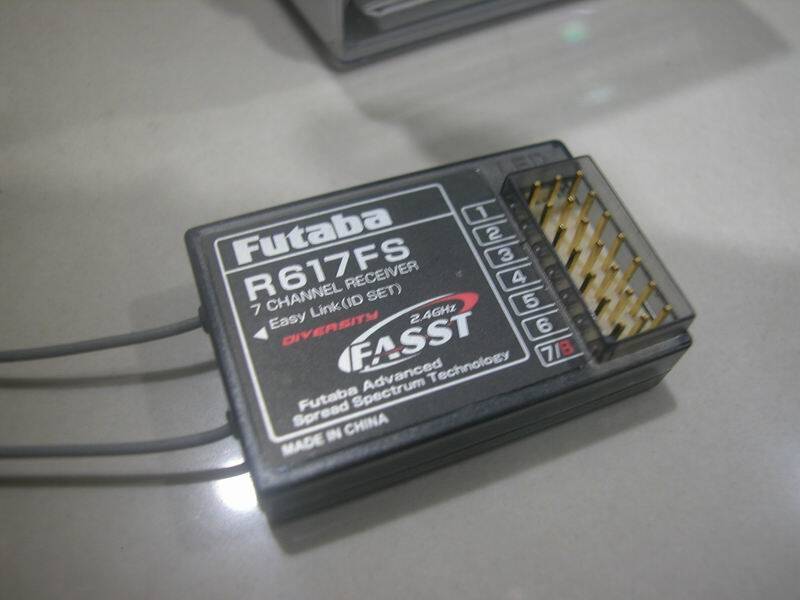 Futaba
R617FS
7 CHANNEL RECEIVER
Easy Link (ID SET)
DIVERSITY
2.4GHz
FASST
Futaba Advanced
Spread Spectrum Technology
MADE IN CHINA
LED
1
2
3
4
5
6
7/B